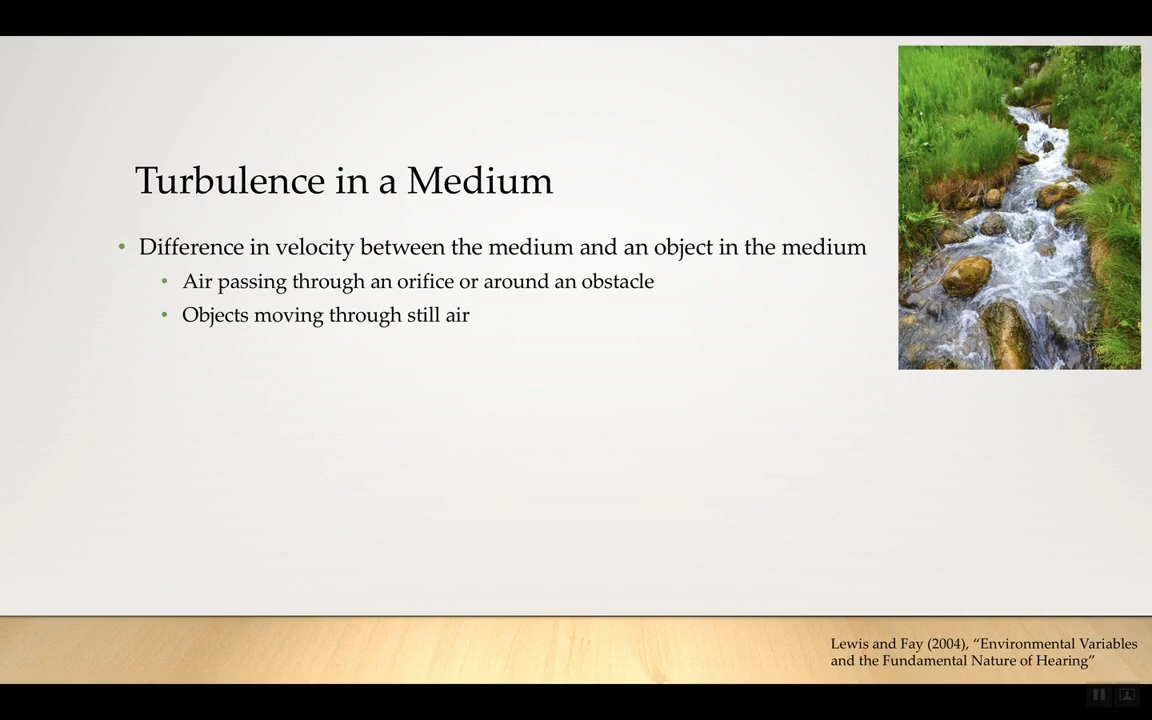 Turbulence in a Medium
• Difference in velocity between the medium and an object in the medium
• Air passing through an orifice or around an obstacle
• Objects moving through still air
Lewis and Fay (2004), “Environmental Variables
and the Fundamental Nature of Hearing”